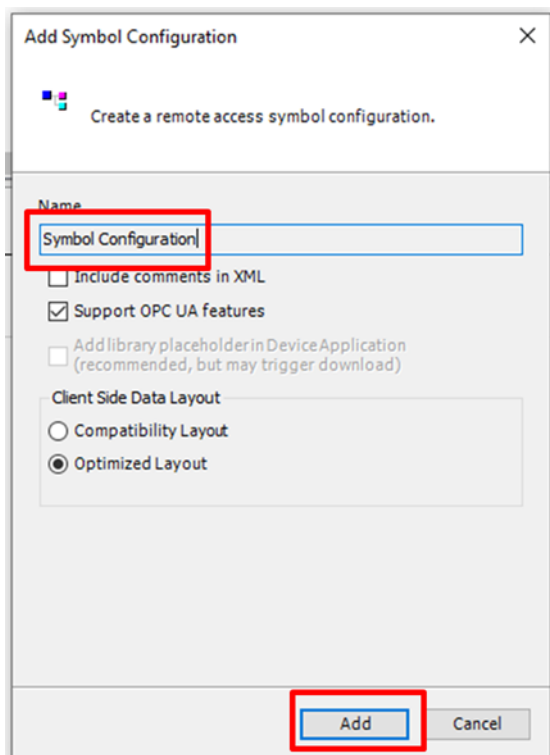 Add Symbol Configuration
Create a remote access symbol configuration.
Name
Symbol Configuration
Include comments in XML
Support OPC UA features
Add library placeholder in Device Application
(recommended, but may trigger download)
Client Side Data Layout
Compatibility Layout
Optimized Layout
Add
Cancel